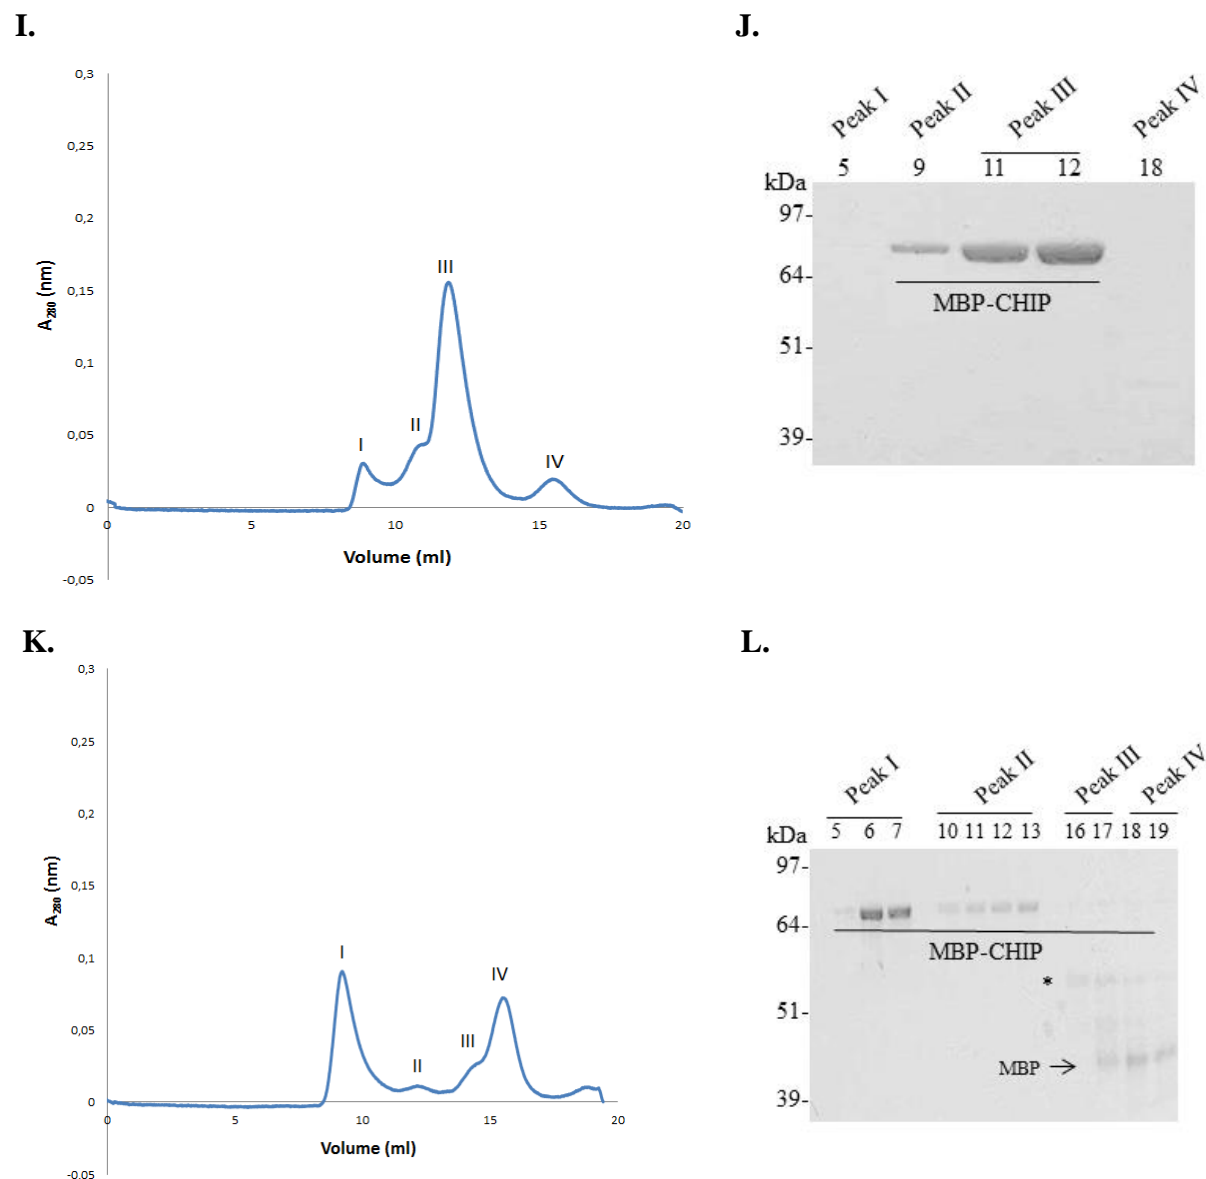 I.
0,3
0,25
0,2
0,15
0,1
0,05
0
-0,05
A280 (nm)
I
II
III
IV
0 5 10 15 20
Volume (ml)
J.
Peak I Peak II Peak III Peak IV
5 9 11 12 18
kDa
97-
64-
MBP-CHIP
51-
39-
K.
0,3
0,25
0,2
0,15
0,1
0,05
0
-0.05
A280 (nm)
I
II
III
IV
0 5 10 15 20
Volume (ml)
L.
Peak I Peak II Peak III Peak IV
5 6 7 10 11 12 13 16 17 18 19
kDa
97-
64-
MBP-CHIP
*
51-
MBP →
39-